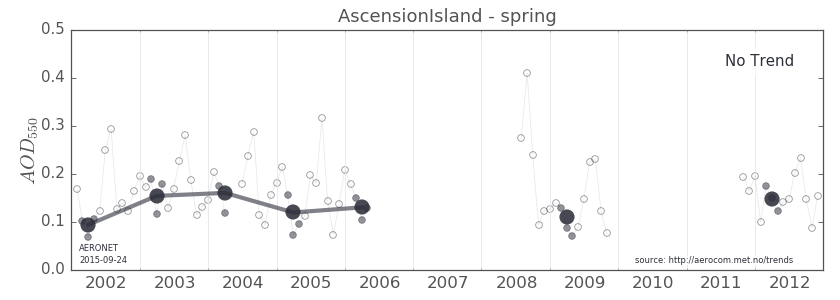 AscensionIsland - spring
0.5
No Trend
0.4
0.3
0.2
0.1
0.0
AOD550
AERONET
2015-09-24
source: http://aerocom.met.no/trends
2002 2003 2004 2005 2006 2007 2008 2009 2010 2011 2012